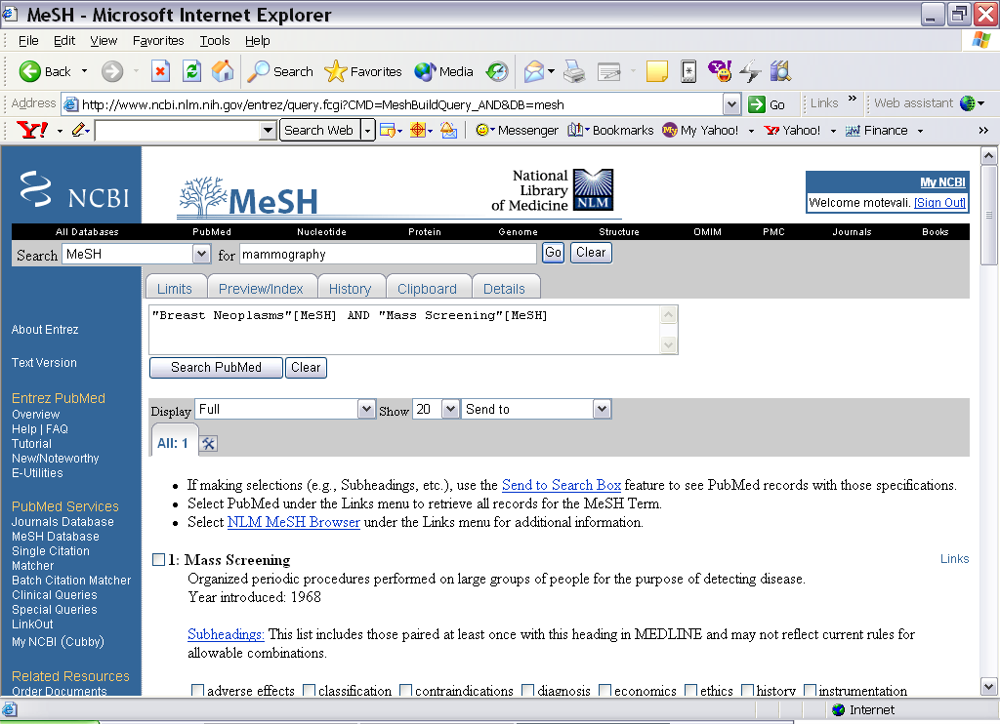 MeSH - Microsoft Internet Explorer
File Edit View Favorites Tools Help
Back Search Favorites Media
Address http://www.ncbi.nlm.nih.gov/entrez/query.fcgi?CMD=MeshBuildQuery_AND&DB=mesh Go Links » Web assistant
Y! Search Web Messenger Bookmarks My Yahoo! Yahoo! Finance »
NCBI
MeSH
National
Library
of Medicine NLM
My NCBI
Welcome motevali. [Sign Out]
All Databases PubMed Nucleotide Protein Genome Structure OMIM PMC Journals Books
Search MeSH for mammography Go Clear
Limits Preview/Index History Clipboard Details
"Breast Neoplasms"[MeSH] AND "Mass Screening"[MeSH]
Search PubMed Clear
Display Full Show 20 Send to
All: 1
• If making selections (e.g., Subheadings, etc.), use the Send to Search Box feature to see PubMed records with those specifications.
• Select PubMed under the Links menu to retrieve all records for the MeSH Term.
• Select NLM MeSH Browser under the Links menu for additional information.
1: Mass Screening Links
Organized periodic procedures performed on large groups of people for the purpose of detecting disease.
Year introduced: 1968
Subheadings: This list includes those paired at least once with this heading in MEDLINE and may not reflect current rules for
allowable combinations.
adverse effects classification contraindications diagnosis economics ethics history instrumentation
About Entrez
Text Version
Entrez PubMed
Overview
Help | FAQ
Tutorial
New/Noteworthy
E-Utilities
PubMed Services
Journals Database
MeSH Database
Single Citation
Matcher
Batch Citation Matcher
Clinical Queries
Special Queries
LinkOut
My NCBI (Cubby)
Related Resources
Order Documents
Internet